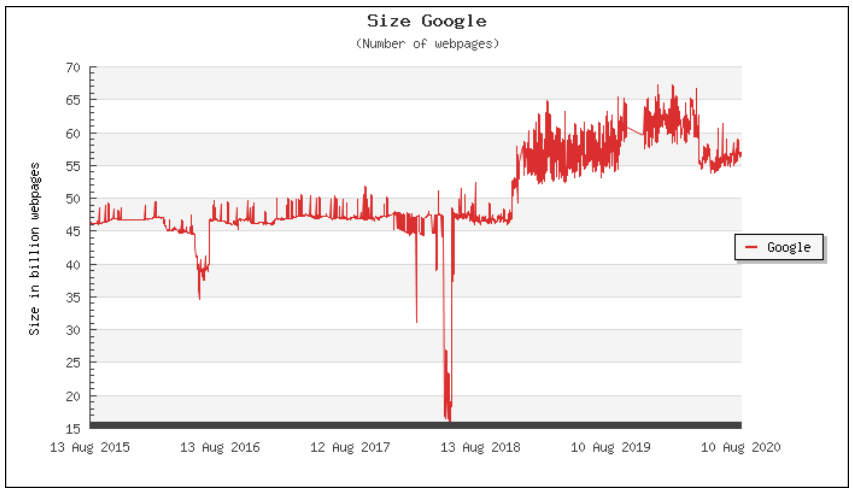 Size Google
(Number of webpages)
Size in billion webpages
70
65
60
55
50
45
40
35
30
25
20
15
13 Aug 2015 13 Aug 2016 12 Aug 2017 13 Aug 2018 10 Aug 2019 10 Aug 2020
Google